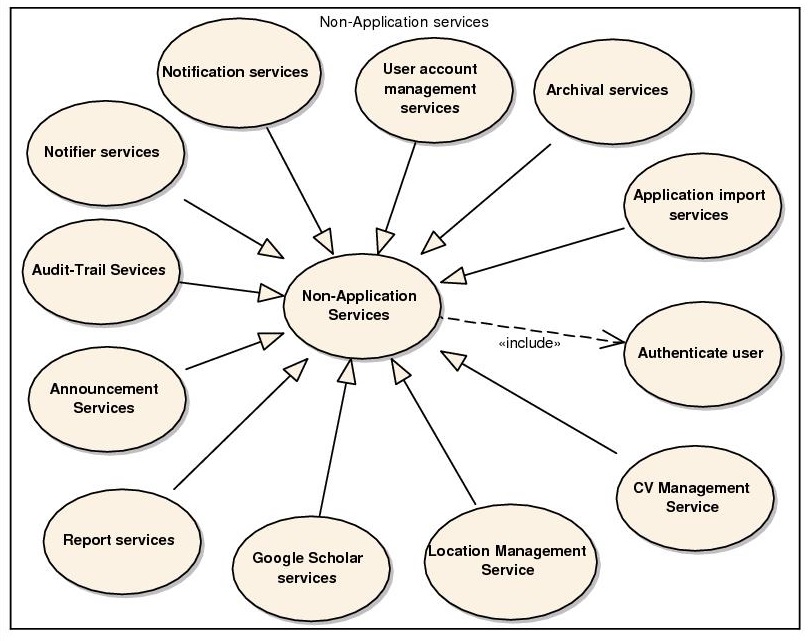 Non-Application services
Notification services
User account
management
services
Archival services
Notifier services
Application import
services
Audit-Trail Sevices
Non-Application
Services
«include»
Authenticate user
Announcement
Services
CV Management
Service
Report services
Google Scholar
services
Location Management
Service